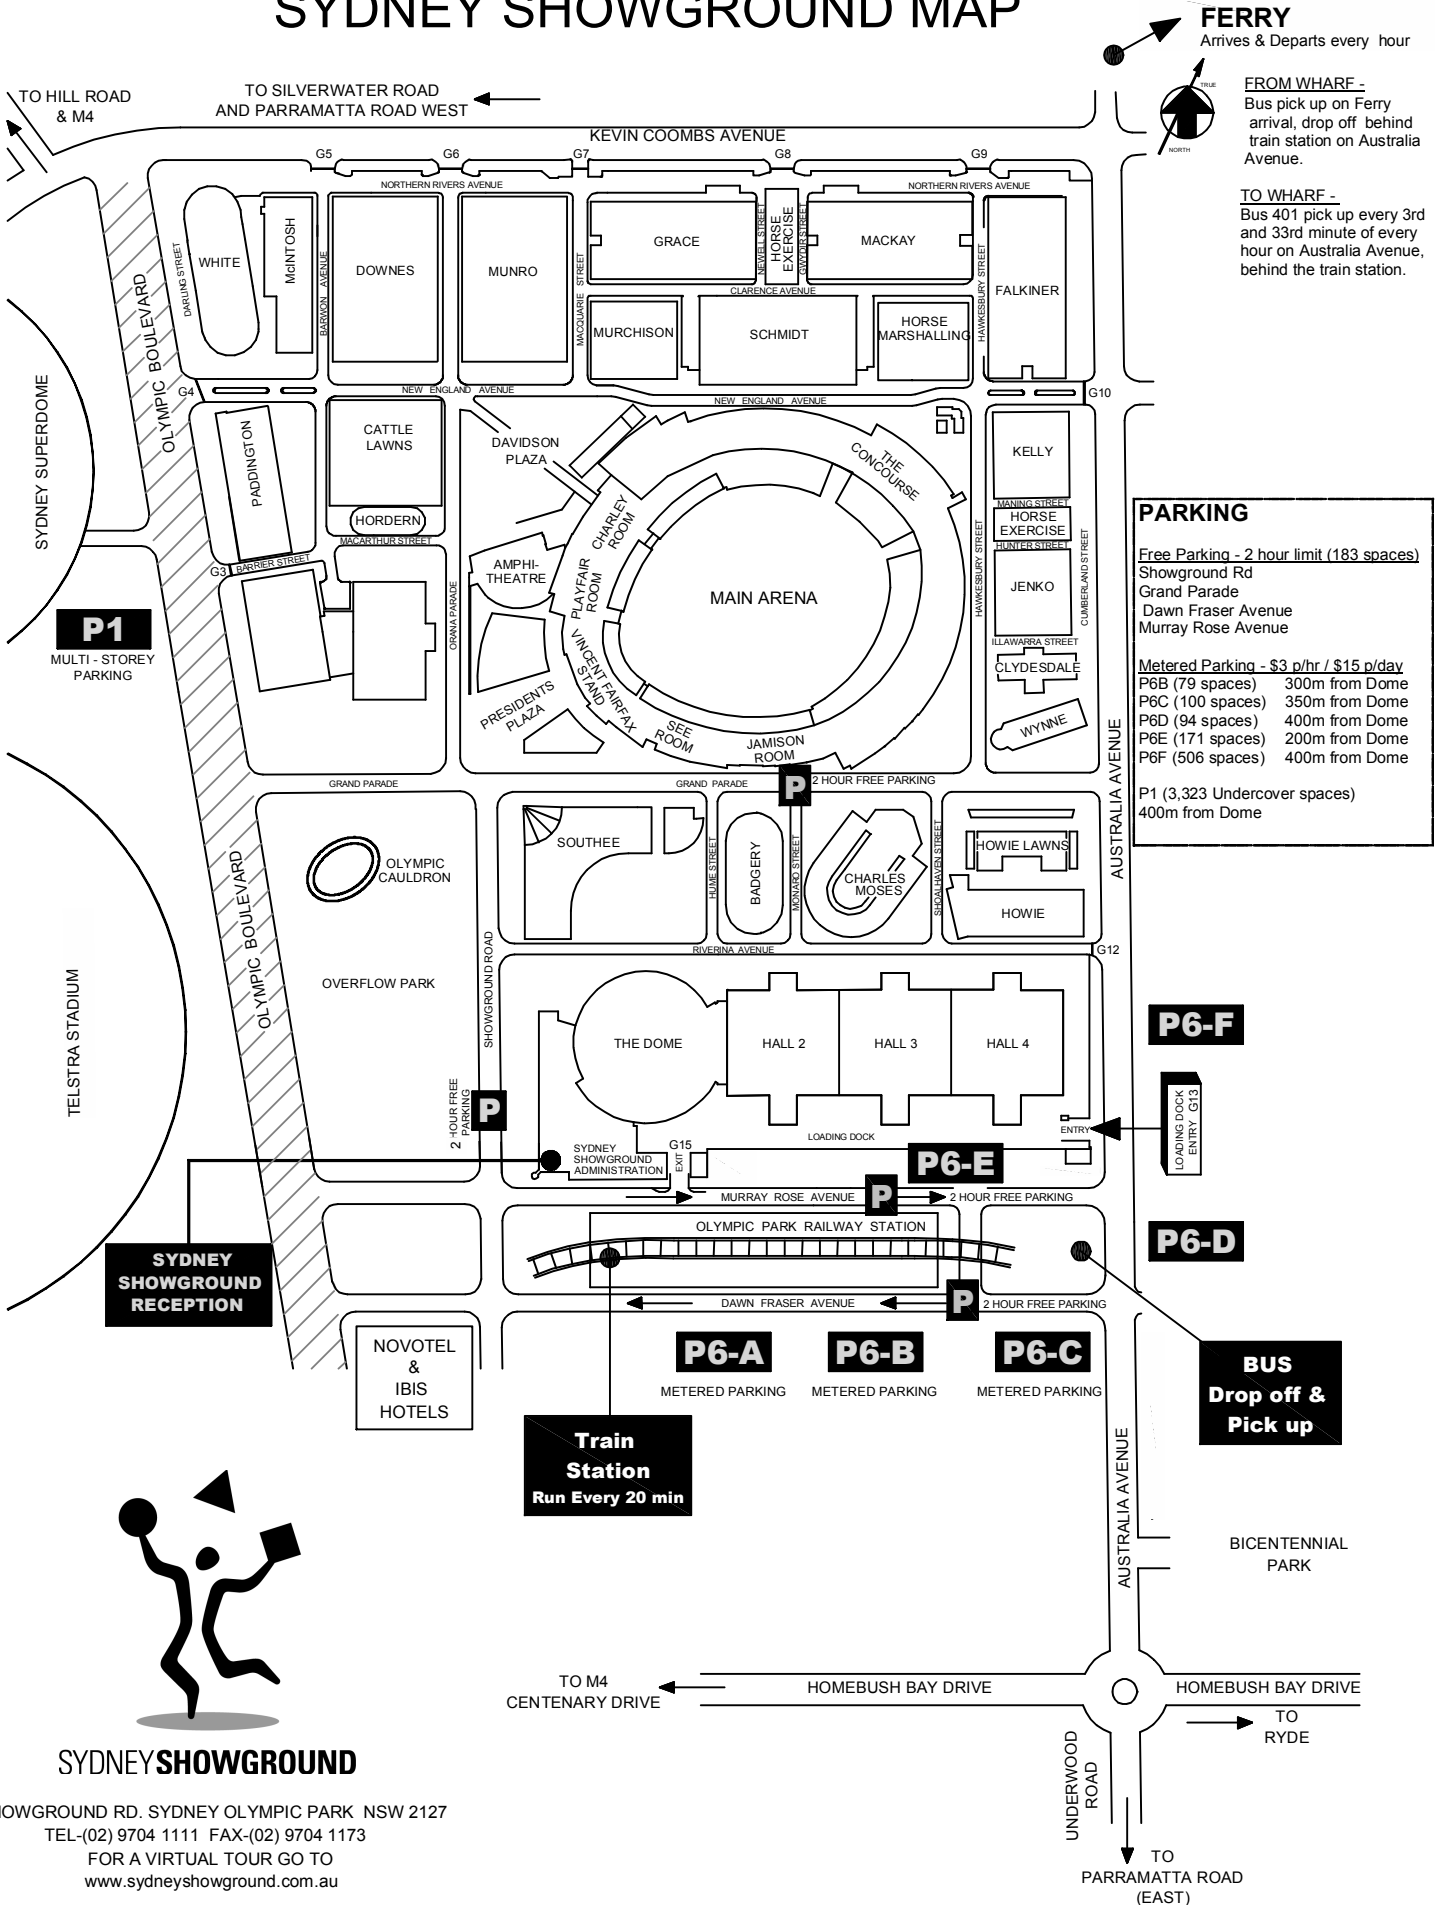 SYDNEY SHOWGROUND MAP
FERRY
Arrives & Departs every hour
TRUE
NORTH
FROM WHARF -
Bus pick up on Ferry
arrival, drop off behind
train station on Australia
Avenue.
TO WHARF -
Bus 401 pick up every 3rd
and 33rd minute of every
hour on Australia Avenue,
behind the train station.
TO HILL ROAD
& M4
TO SILVERWATER ROAD
AND PARRAMATTA ROAD WEST
KEVIN COOMBS AVENUE
G5
G6
G7
G8
G9
NORTHERN RIVERS AVENUE
NORTHERN RIVERS AVENUE
DARLING STREET
WHITE
McINTOSH
BARWON AVENUE
DOWNES
MUNRO
MACQUARIE STREET
GRACE
NEWELL STREET
HORSE
EXERCISE
GWYDIR STREET
MACKAY
HAWKESBURY STREET
FALKINER
CLARENCE AVENUE
MURCHISON
SCHMIDT
HORSE
MARSHALLING
OLYMPIC BOULEVARD
SYDNEY SUPERDOME
G4
NEW ENGLAND AVENUE
NEW ENGLAND AVENUE
G10
PADDINGTON
CATTLE
LAWNS
HORDERN
MACARTHUR STREET
DAVIDSON
PLAZA
THE
CONCOURSE
KELLY
MANING STREET
HORSE
EXERCISE
HUNTER STREET
JENKO
ILLAWARRA STREET
CLYDESDALE
WYNNE
HAWKESBURY STREET
CUMBERLAND STREET
G3
BARRIER STREET
ORANA PARADE
AMPHI-
THEATRE
CHARLEY
ROOM
PLAYFAIR
ROOM
VINCENT FAIRFAX
STAND
MAIN ARENA
PRESIDENTS
PLAZA
SEE
ROOM
JAMISON
ROOM
P1
MULTI - STOREY
PARKING
PARKING
Free Parking - 2 hour limit (183 spaces)
Showground Rd
Grand Parade
Dawn Fraser Avenue
Murray Rose Avenue
Metered Parking - $3 p/hr / $15 p/day
P6B (79 spaces) 300m from Dome
P6C (100 spaces) 350m from Dome
P6D (94 spaces) 400m from Dome
P6E (171 spaces) 200m from Dome
P6F (506 spaces) 400m from Dome
P1 (3,323 Undercover spaces)
400m from Dome
GRAND PARADE
GRAND PARADE
P
2 HOUR FREE PARKING
AUSTRALIA AVENUE
OLYMPIC
CAULDRON
SOUTHEE
HUME STREET
BADGERY
MONARO STREET
CHARLES
MOSES
SHOALHAVEN STREET
HOWIE LAWNS
HOWIE
OLYMPIC BOULEVARD
SHOWGROUND ROAD
RIVERINA AVENUE
G12
OVERFLOW PARK
TELSTRA STADIUM
THE DOME
HALL 2
HALL 3
HALL 4
P6-F
2 HOUR FREE
PARKING
P
LOADING DOCK
ENTRY
LOADING DOCK
ENTRY G13
SYDNEY
SHOWGROUND
ADMINISTRATION
G15
EXIT
P6-E
MURRAY ROSE AVENUE
P
2 HOUR FREE PARKING
OLYMPIC PARK RAILWAY STATION
P6-D
SYDNEY
SHOWGROUND
RECEPTION
DAWN FRASER AVENUE
P
2 HOUR FREE PARKING
NOVOTEL
&
IBIS
HOTELS
P6-A
METERED PARKING
P6-B
METERED PARKING
P6-C
METERED PARKING
BUS
Drop off &
Pick up
Train
Station
Run Every 20 min
AUSTRALIA AVENUE
BICENTENNIAL
PARK
TO M4
CENTENARY DRIVE
HOMEBUSH BAY DRIVE
HOMEBUSH BAY DRIVE
TO
RYDE
UNDERWOOD
ROAD
TO
PARRAMATTA ROAD
(EAST)
SYDNEYSHOWGROUND
HOWGROUND RD. SYDNEY OLYMPIC PARK NSW 2127
TEL-(02) 9704 1111 FAX-(02) 9704 1173
FOR A VIRTUAL TOUR GO TO
www.sydneyshowground.com.au